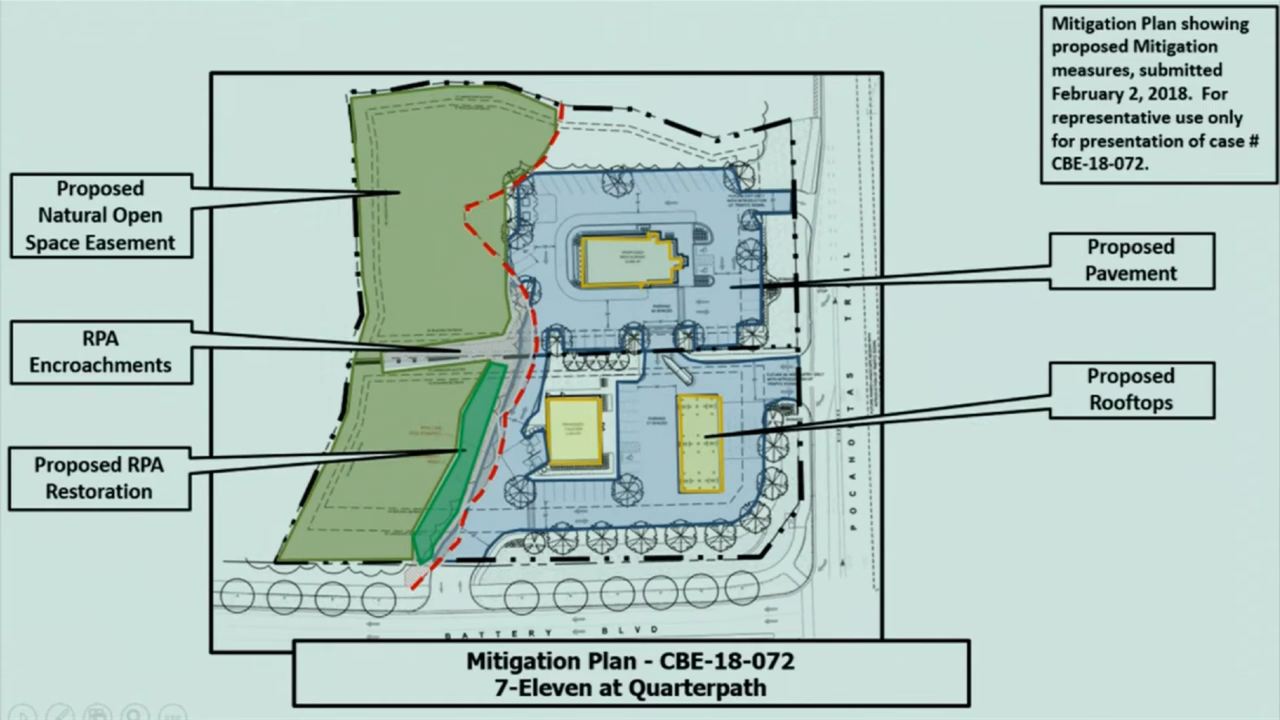 Mitigation Plan showing
proposed Mitigation
measures, submitted
February 2, 2018. For
representative use only
for presentation of case #
CBE-18-072.
Proposed
Natural Open
Space Easement
RPA
Encroachments
Proposed RPA
Restoration
Proposed
Pavement
Proposed
Rooftops
POCAHONTAS TRAIL
BATTERY BLVD
Mitigation Plan - CBE-18-072
7-Eleven at Quarterpath